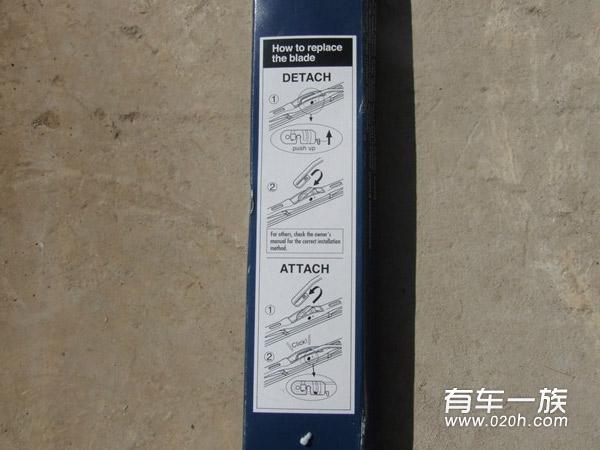 How to replace
the blade
DETACH
①
push up
②
For others, check the owner's
manual for the correct installation
method.
ATTACH
①
Click!
②
有车一族
www.020h.com